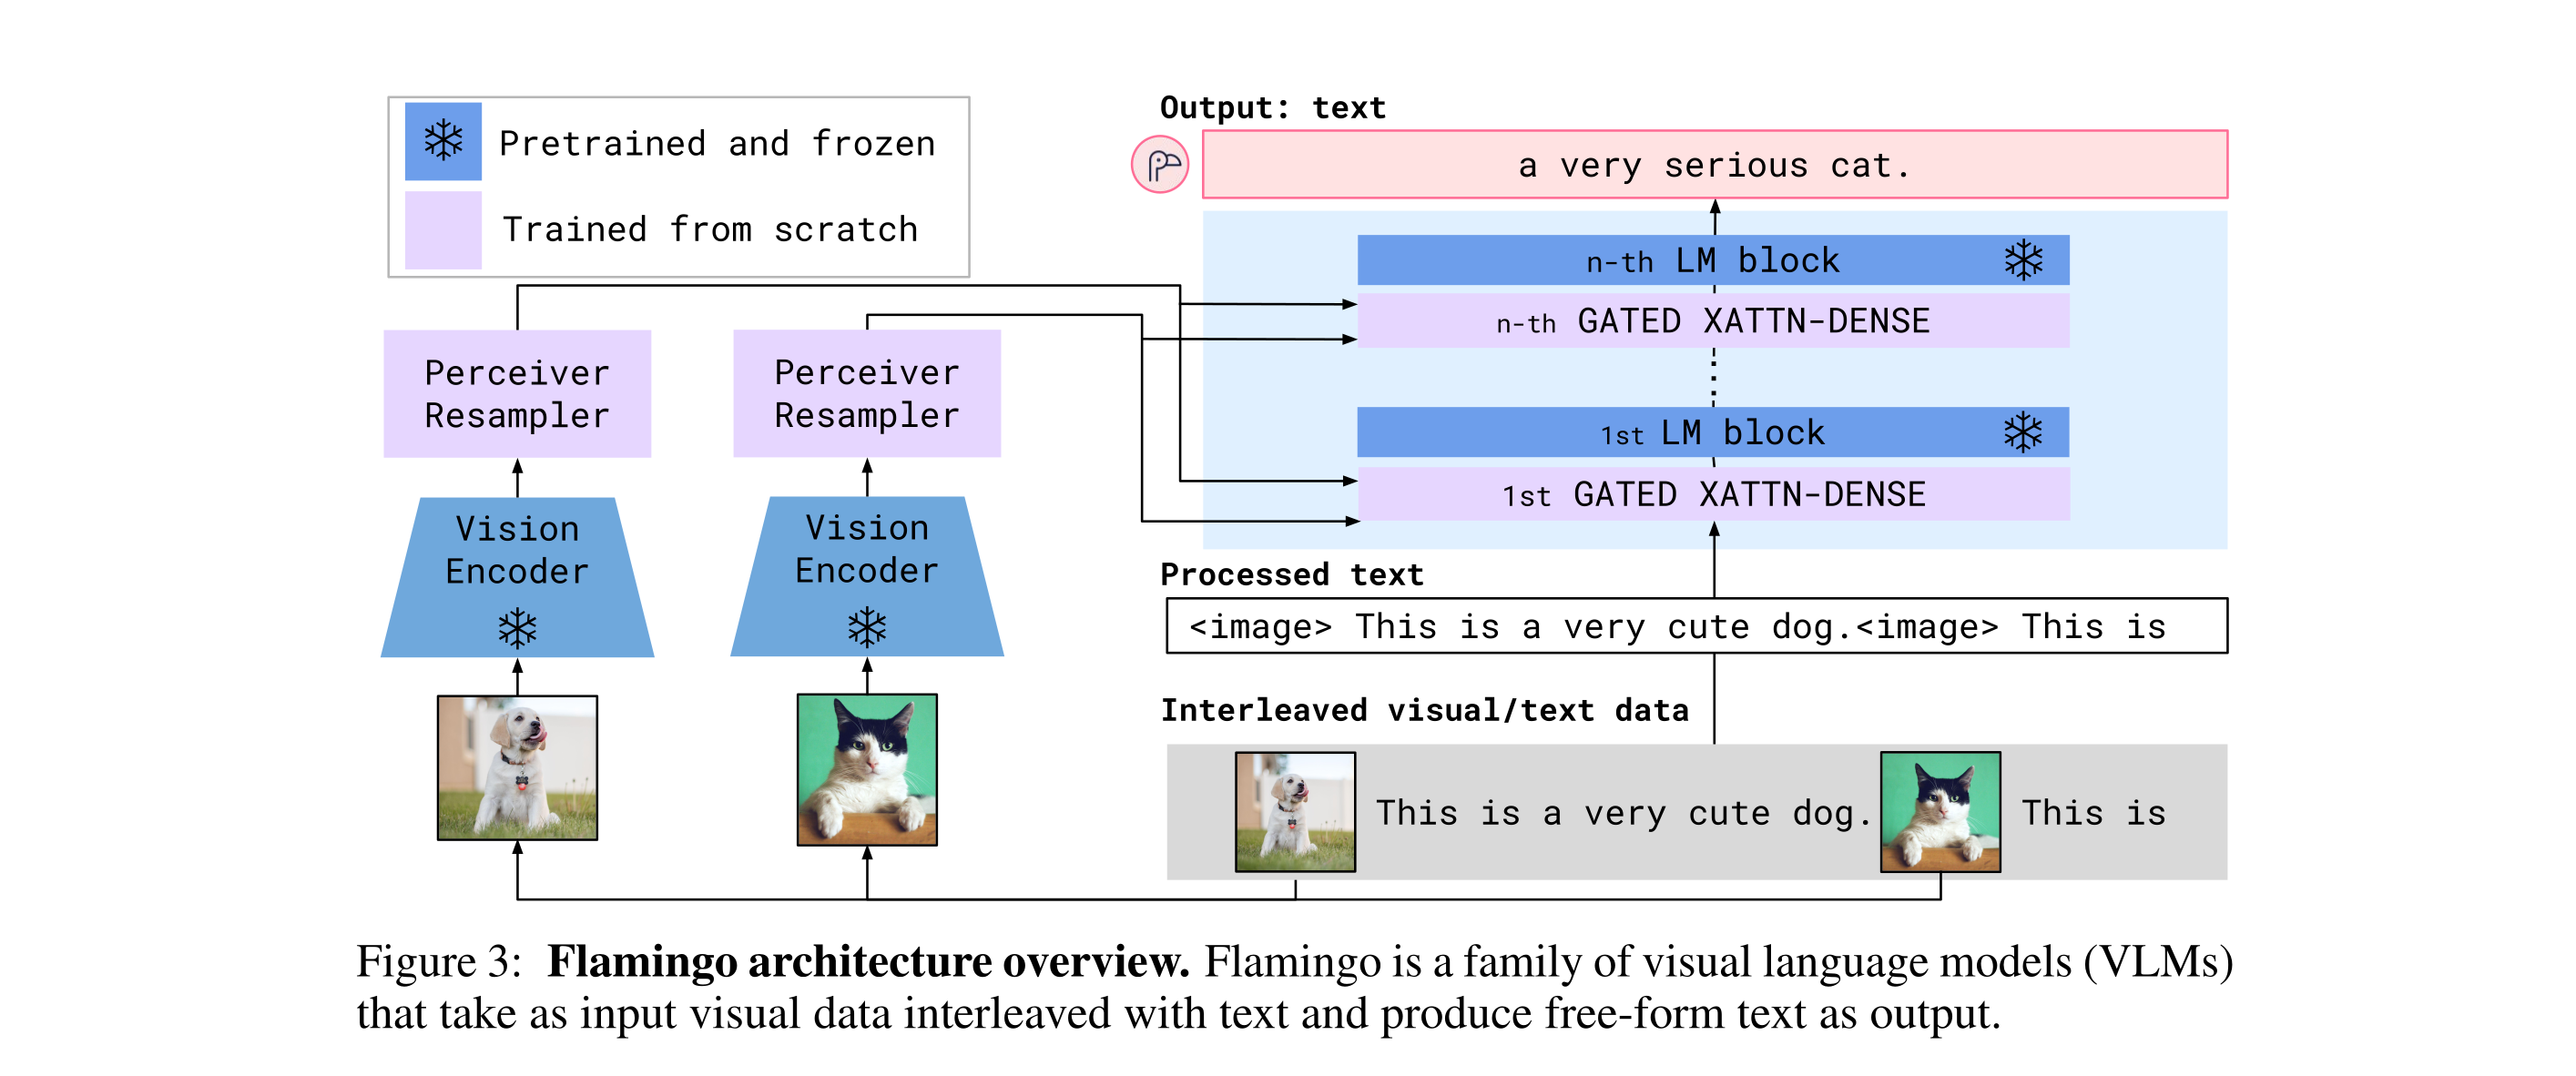 Pretrained and frozen
Trained from scratch
Perceiver
Resampler
Perceiver
Resampler
Vision
Encoder
Vision
Encoder
Output: text
a very serious cat.
n-th LM block
n-th GATED XATTN-DENSE
1st LM block
1st GATED XATTN-DENSE
Processed text
<image> This is a very cute dog.<image> This is
Interleaved visual/text data
This is a very cute dog. This is
Figure 3: Flamingo architecture overview. Flamingo is a family of visual language models (VLMs)
that take as input visual data interleaved with text and produce free-form text as output.